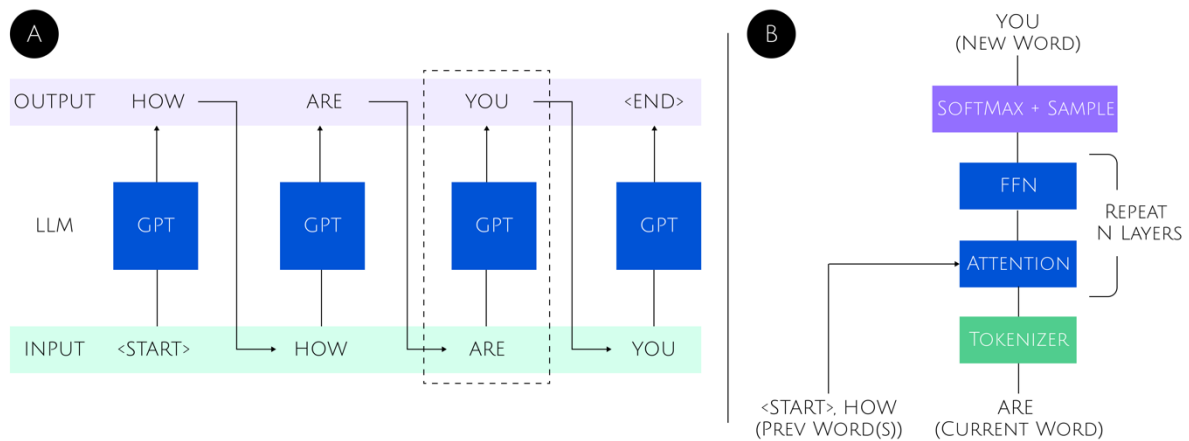 A
OUTPUT HOW ARE YOU <END>
LLM GPT GPT GPT GPT
INPUT <START> HOW ARE YOU
B
YOU
(New Word)
SoftMax + Sample
FFN
Repeat
N Layers
Attention
Tokenizer
<START>, HOW
(Prev Word(s))
ARE
(Current Word)